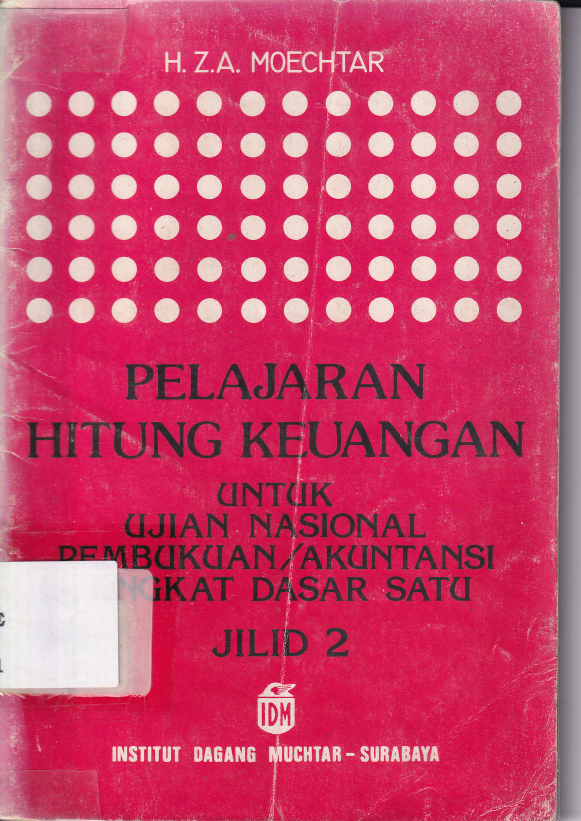 H. Z.A. MOECHTAR
PELAJARAN
HITUNG KEUANGAN
UNTUK
UJIAN NASIONAL
PEMBUKUAN/AKUNTANSI
TINGKAT DASAR SATU
JILID 2
IDM
INSTITUT DAGANG MUCHTAR – SURABAYA